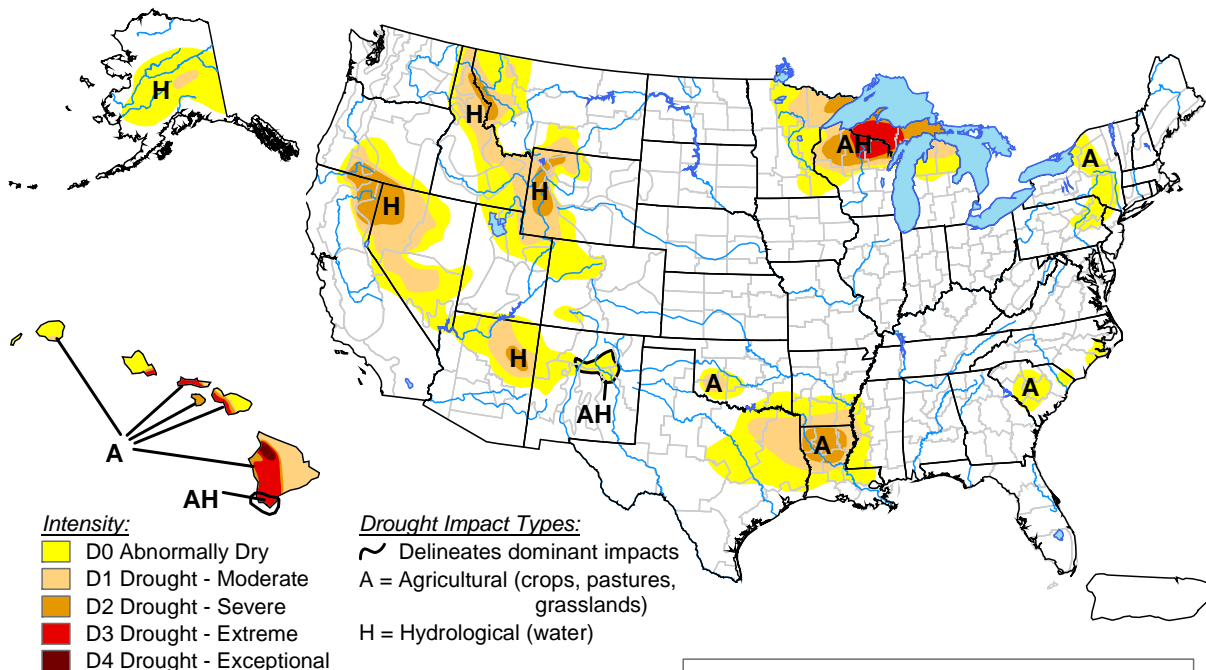 H
H
AH
A
H
H
H
A
AH
A
A
A
AH
Intensity:
D0 Abnormally Dry
D1 Drought - Moderate
D2 Drought - Severe
D3 Drought - Extreme
D4 Drought - Exceptional
Drought Impact Types:
Delineates dominant impacts
A = Agricultural (crops, pastures,
grasslands)
H = Hydrological (water)